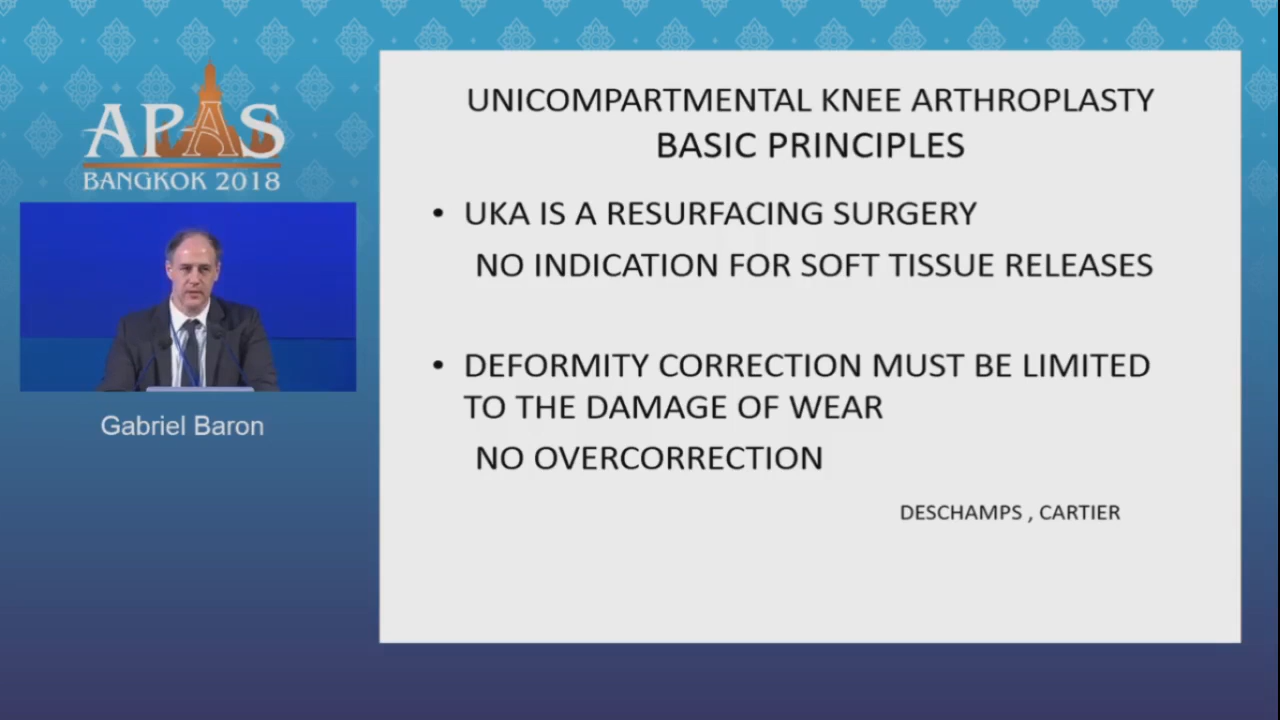 APAS
BANGKOK 2018
Gabriel Baron
UNICOMPARTMENTAL KNEE ARTHROPLASTY
BASIC PRINCIPLES
• UKA IS A RESURFACING SURGERY
NO INDICATION FOR SOFT TISSUE RELEASES
• DEFORMITY CORRECTION MUST BE LIMITED
TO THE DAMAGE OF WEAR
NO OVERCORRECTION
DESCHAMPS , CARTIER